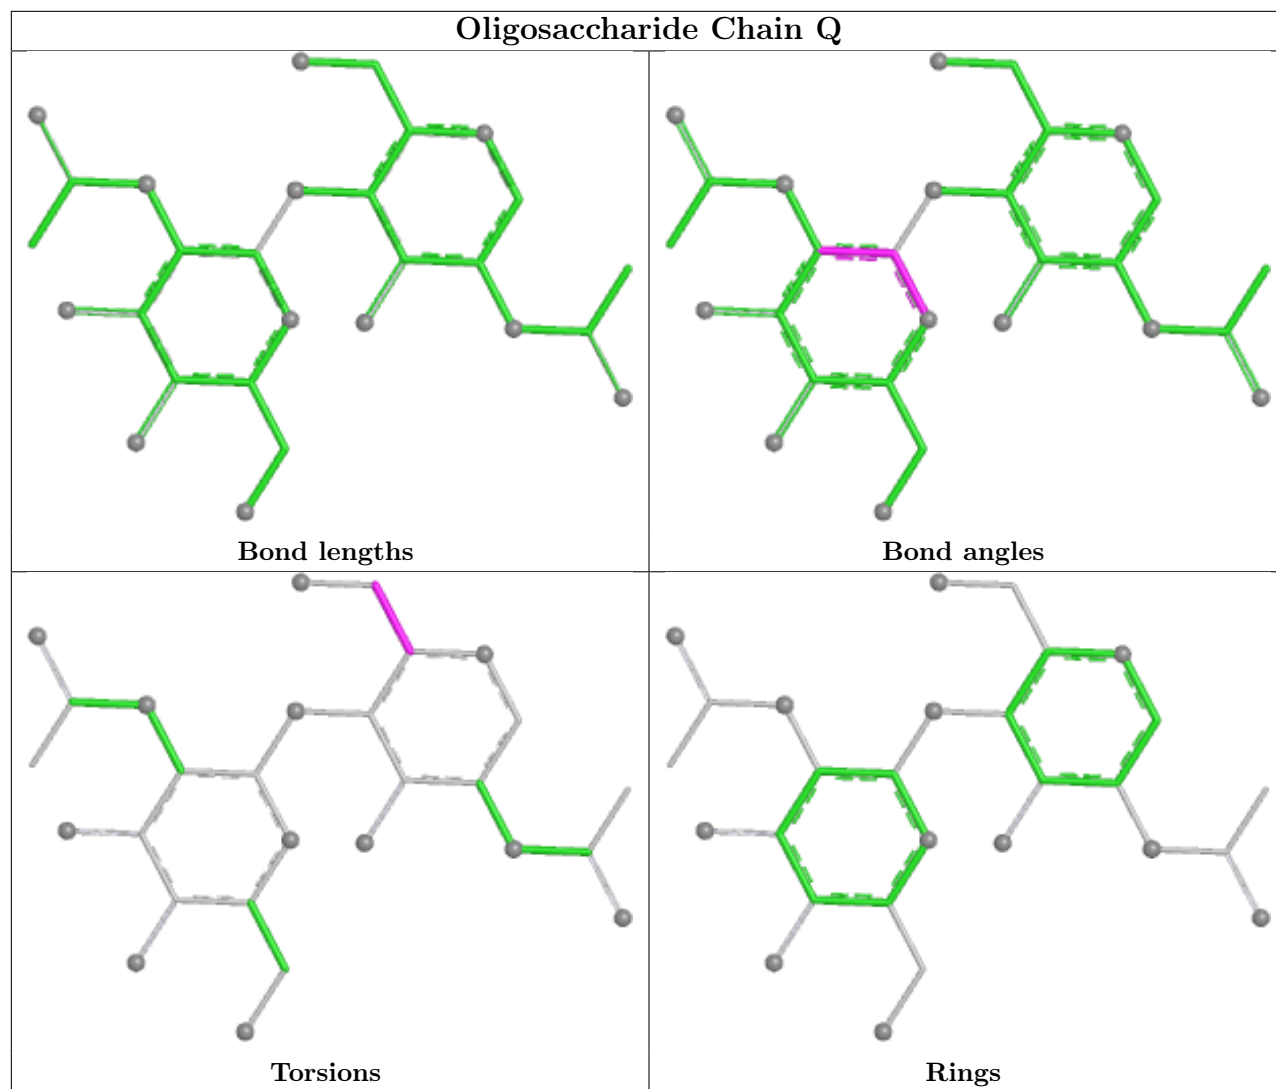 Oligosaccharide Chain Q
Bond lengths
Bond angles
Torsions
Rings